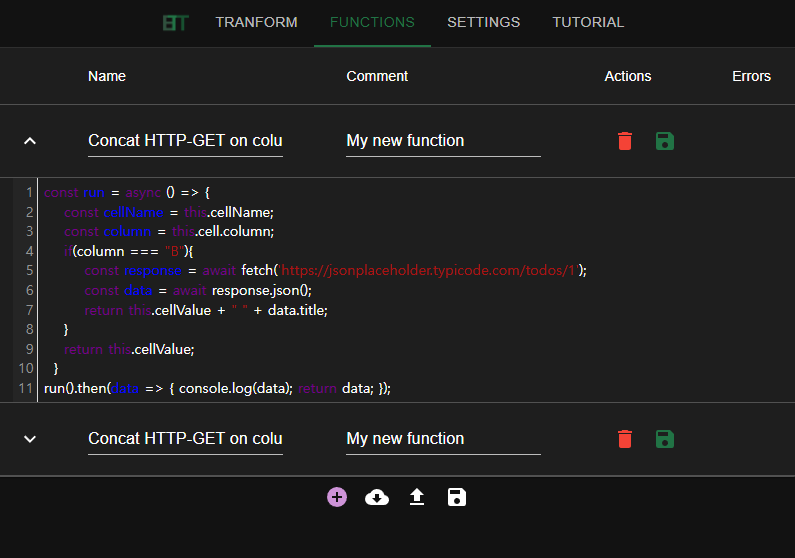 ET TRANFORM FUNCTIONS SETTINGS TUTORIAL
Name Comment Actions Errors
Concat HTTP-GET on colu My new function
1 const run = async () => {
2 const cellName = this.cellName;
3 const column = this.cell.column;
4 if(column === "B"){
5 const response = await fetch('https://jsonplaceholder.typicode.com/todos/1');
6 const data = await response.json();
7 return this.cellValue + " " + data.title;
8 }
9 return this.cellValue;
10 }
11 run().then(data => { console.log(data); return data; });
Concat HTTP-GET on colu My new function